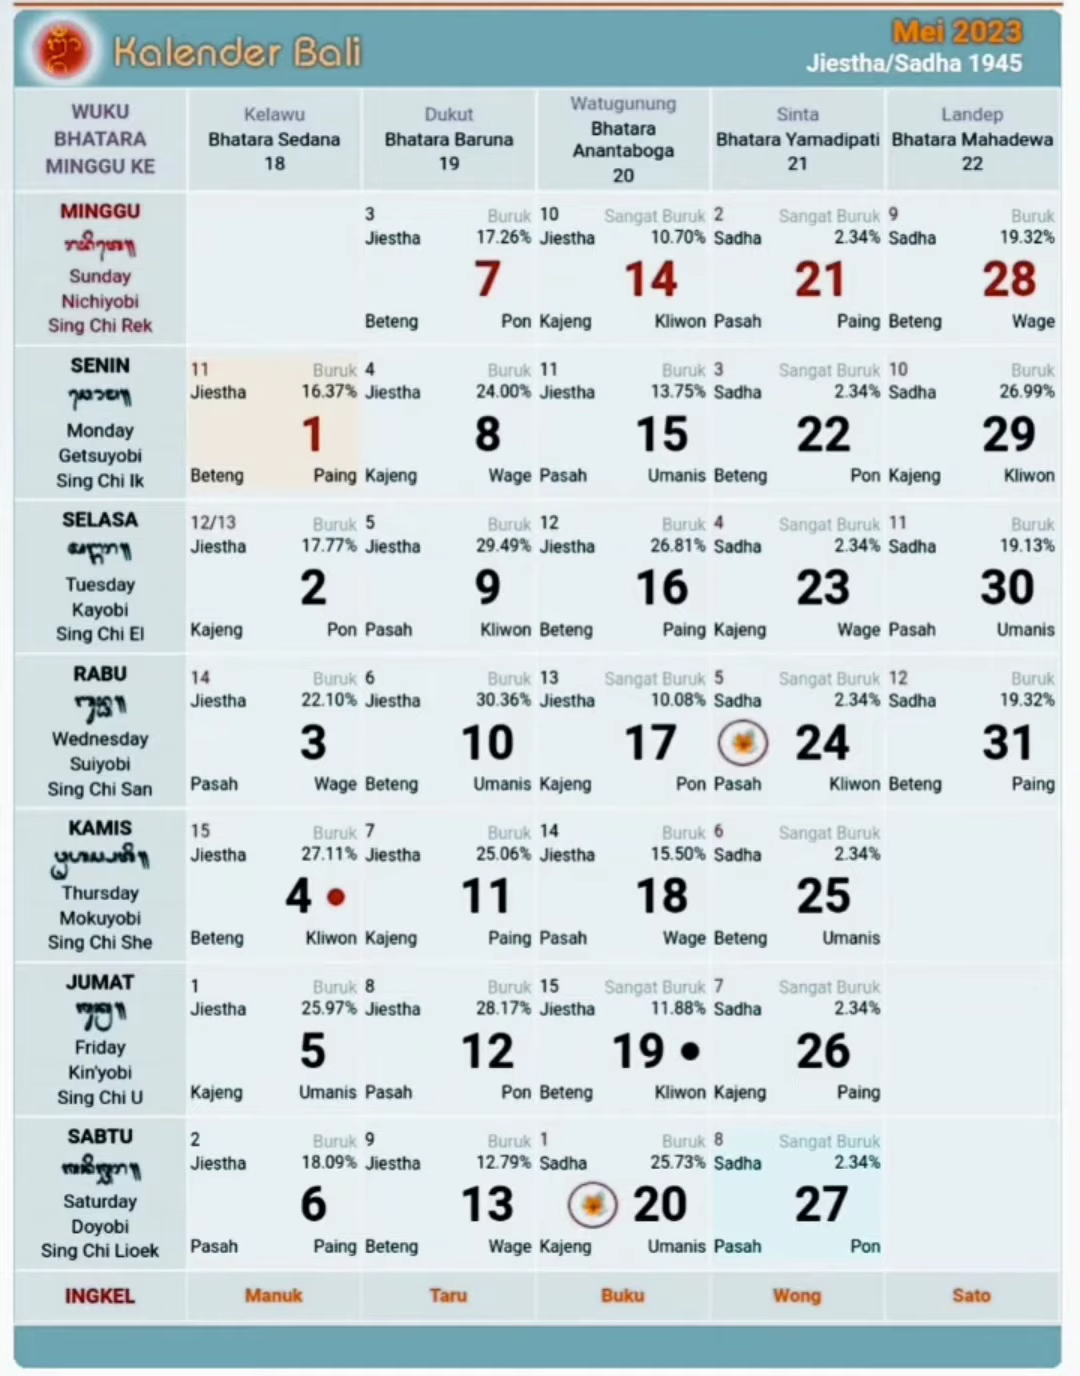 Kalender Bali
Mei 2023
Jiestha/Sadha 1945
WUKU
BHATARA
MINGGU KE
Kelawu
Bhatara Sedana
18
Dukut
Bhatara Baruna
19
Watugunung
Bhatara
Anantaboga
20
Sinta
Bhatara Yamadipati
21
Landep
Bhatara Mahadewa
22
MINGGU
Sunday
Nichiyobi
Sing Chi Rek
3 Buruk
Jiestha 17.26%
7
Beteng Pon
10 Sangat Buruk
Jiestha 10.70%
14
Kajeng Kliwon
2 Sangat Buruk
Sadha 2.34%
21
Pasah Paing
9 Buruk
Sadha 19.32%
28
Beteng Wage
SENIN
Monday
Getsuyobi
Sing Chi Ik
11 Buruk
Jiestha 16.37%
1
Beteng Paing
4 Buruk
Jiestha 24.00%
8
Kajeng Wage
11 Buruk
Jiestha 13.75%
15
Pasah Umanis
3 Sangat Buruk
Sadha 2.34%
22
Beteng Pon
10 Buruk
Sadha 26.99%
29
Kajeng Kliwon
SELASA
Tuesday
Kayobi
Sing Chi El
12/13 Buruk
Jiestha 17.77%
2
Kajeng Pon
5 Buruk
Jiestha 29.49%
9
Pasah Kliwon
12 Buruk
Jiestha 26.81%
16
Beteng Paing
4 Sangat Buruk
Sadha 2.34%
23
Kajeng Wage
11 Buruk
Sadha 19.13%
30
Pasah Umanis
RABU
Wednesday
Suiyobi
Sing Chi San
14 Buruk
Jiestha 22.10%
3
Pasah Wage
6 Buruk
Jiestha 30.36%
10
Beteng Umanis
13 Sangat Buruk
Jiestha 10.08%
17
Kajeng Pon
5 Sangat Buruk
Sadha 2.34%
24
Pasah Kliwon
12 Buruk
Sadha 19.32%
31
Beteng Paing
KAMIS
Thursday
Mokuyobi
Sing Chi She
15 Buruk
Jiestha 27.11%
4
Beteng Kliwon
7 Buruk
Jiestha 25.06%
11
Kajeng Paing
14 Buruk
Jiestha 15.50%
18
Pasah Wage
6 Sangat Buruk
Sadha 2.34%
25
Beteng Umanis
JUMAT
Friday
Kin'yobi
Sing Chi U
1 Buruk
Jiestha 25.97%
5
Kajeng Umanis
8 Buruk
Jiestha 28.17%
12
Pasah Pon
15 Sangat Buruk
Jiestha 11.88%
19
Beteng Kliwon
7 Sangat Buruk
Sadha 2.34%
26
Kajeng Paing
SABTU
Saturday
Doyobi
Sing Chi Lioek
2 Buruk
Jiestha 18.09%
6
Pasah Paing
9 Buruk
Jiestha 12.79%
13
Beteng Wage
1 Buruk
Sadha 25.73%
20
Kajeng Umanis
8 Sangat Buruk
Sadha 2.34%
27
Pasah Pon
INGKEL
Manuk
Taru
Buku
Wong
Sato